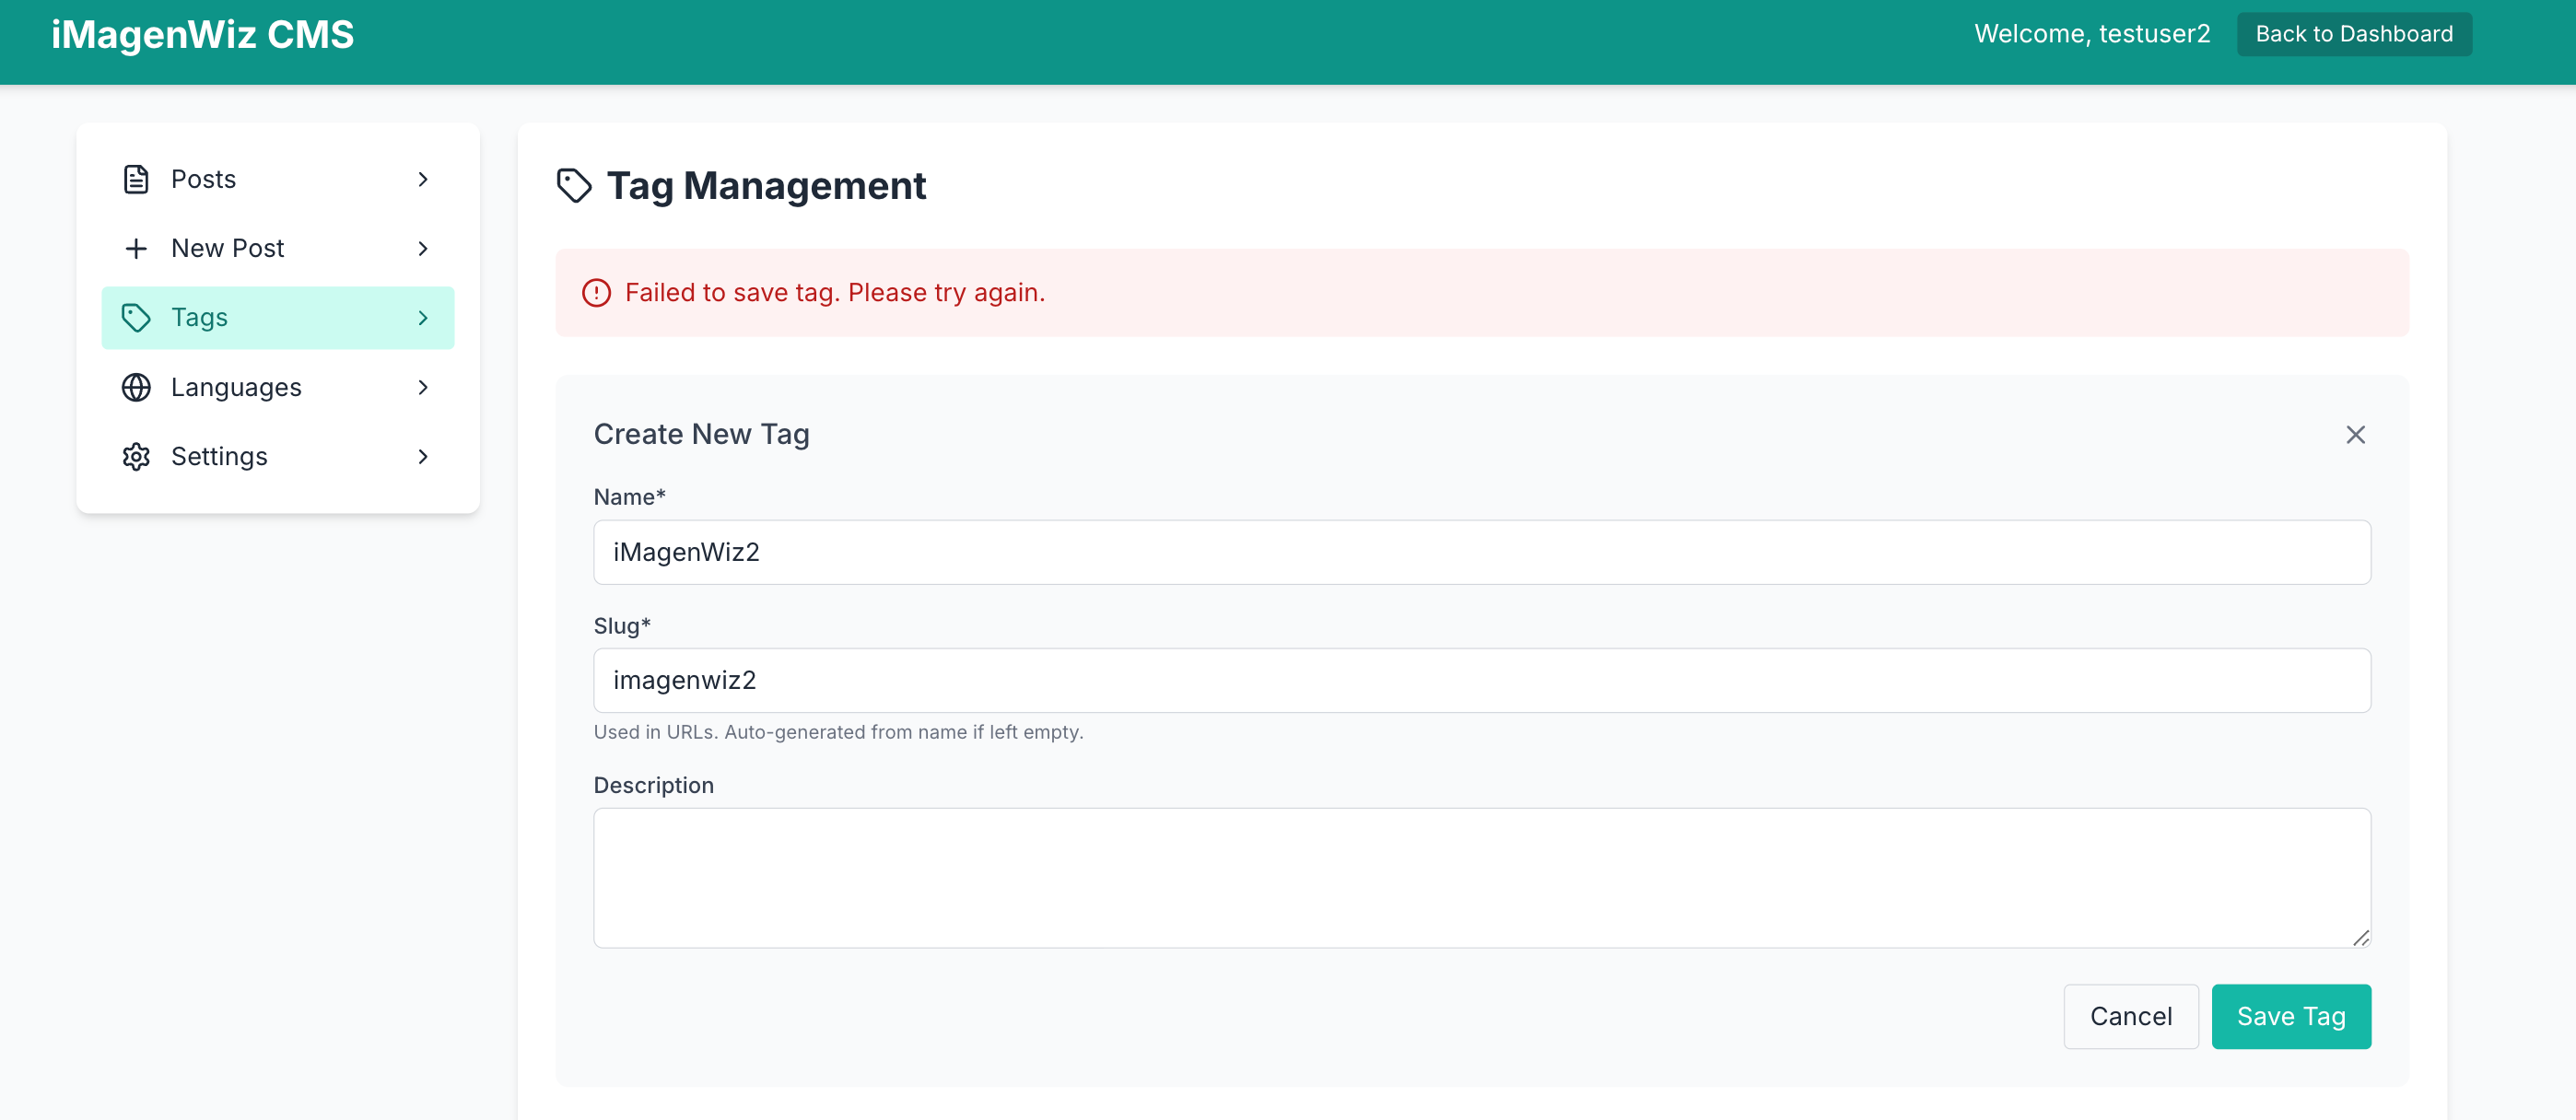 iMagenWiz CMS
Welcome, testuser2
Back to Dashboard
Posts
New Post
Tags
Languages
Settings
Tag Management
Failed to save tag. Please try again.
Create New Tag
Name*
iMagenWiz2
Slug*
imagenwiz2
Used in URLs. Auto-generated from name if left empty.
Description
Cancel
Save Tag